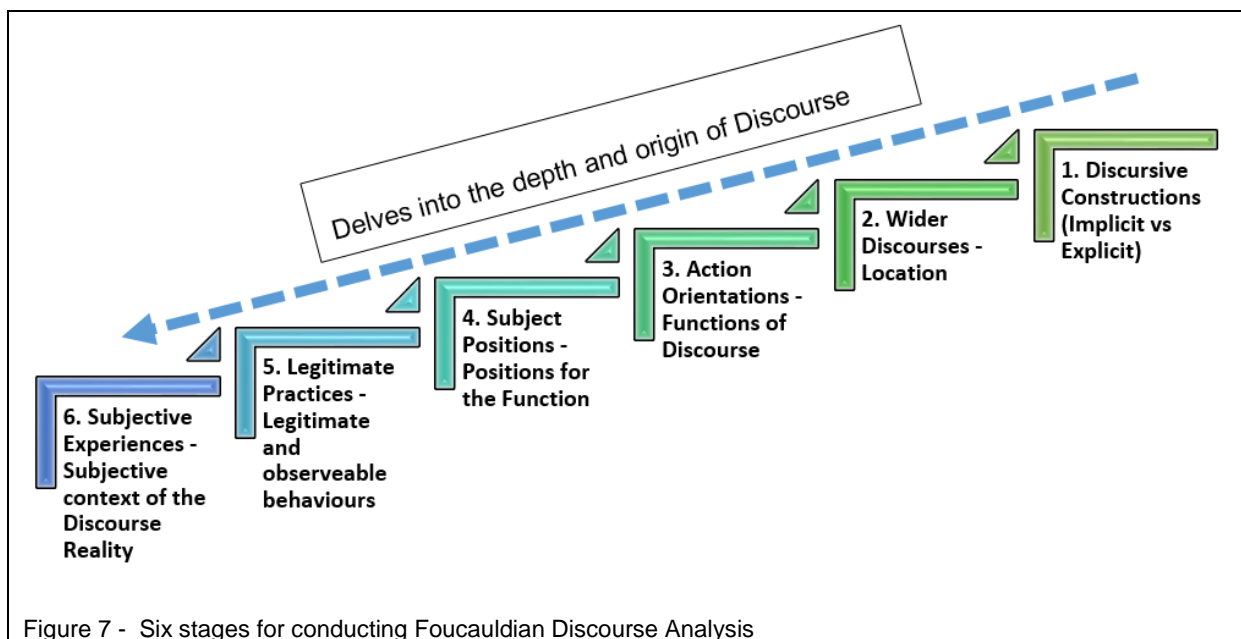 Delves into the depth and origin of Discourse
1. Discursive
Constructions
(Implicit vs
Explicit)
2. Wider
Discourses -
Location
3. Action
Orientations -
Functions of
Discourse
4. Subject
Positions -
Positions for
the Function
5. Legitimate
Practices -
Legitimate
and
observeable
behaviours
6. Subjective
Experiences -
Subjective
context of the
Discourse
Reality
Figure 7 - Six stages for conducting Foucauldian Discourse Analysis